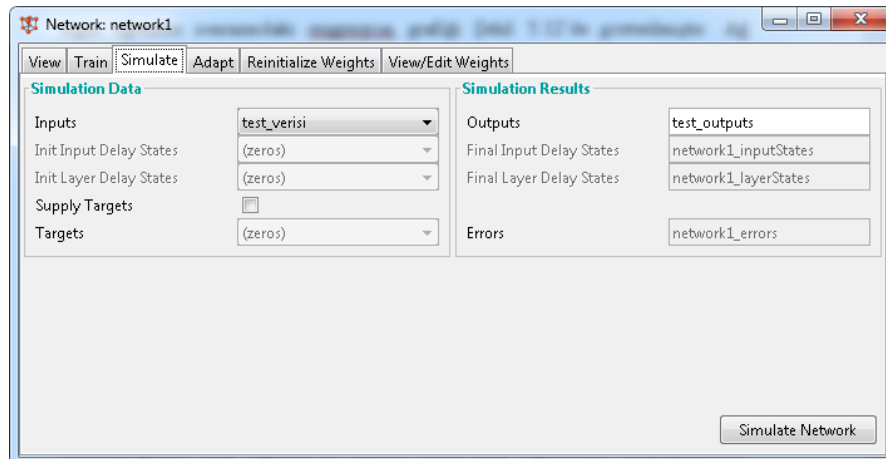 Network: network1
View Train Simulate Adapt Reinitialize Weights View/Edit Weights
Simulation Data
Inputs test_verisi
Init Input Delay States (zeros)
Init Layer Delay States (zeros)
Supply Targets
Targets (zeros)
Simulation Results
Outputs test_outputs
Final Input Delay States network1_inputStates
Final Layer Delay States network1_layerStates
Errors network1_errors
Simulate Network